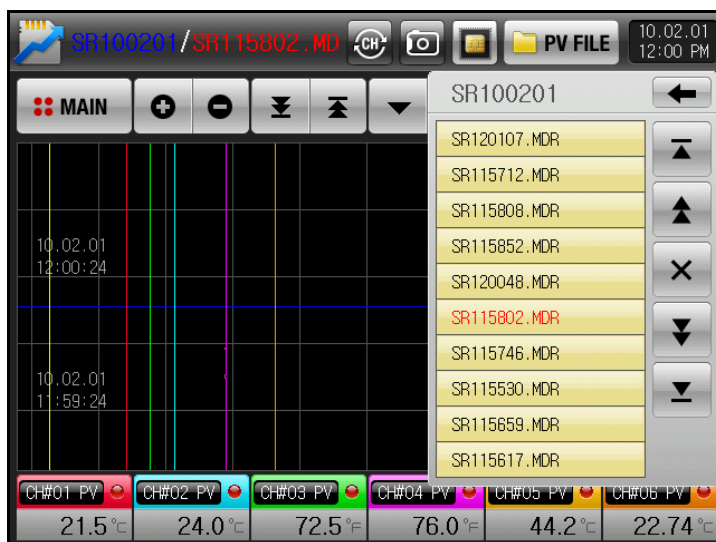 SR100201/SR115802.MD
CH
PV FILE
10.02.01
12:00 PM
MAIN
SR100201
SR120107.MDR
SR115712.MDR
SR115808.MDR
SR115852.MDR
SR120048.MDR
SR115802.MDR
SR115746.MDR
SR115530.MDR
SR115659.MDR
SR115617.MDR
10.02.01
12:00:24
10.02.01
11:59:24
CH#01 PV
CH#02 PV
CH#03 PV
CH#04 PV
CH#05 PV
CH#06 PV
21.5℃
24.0℃
72.5℉
76.0℉
44.2℃
22.74℃